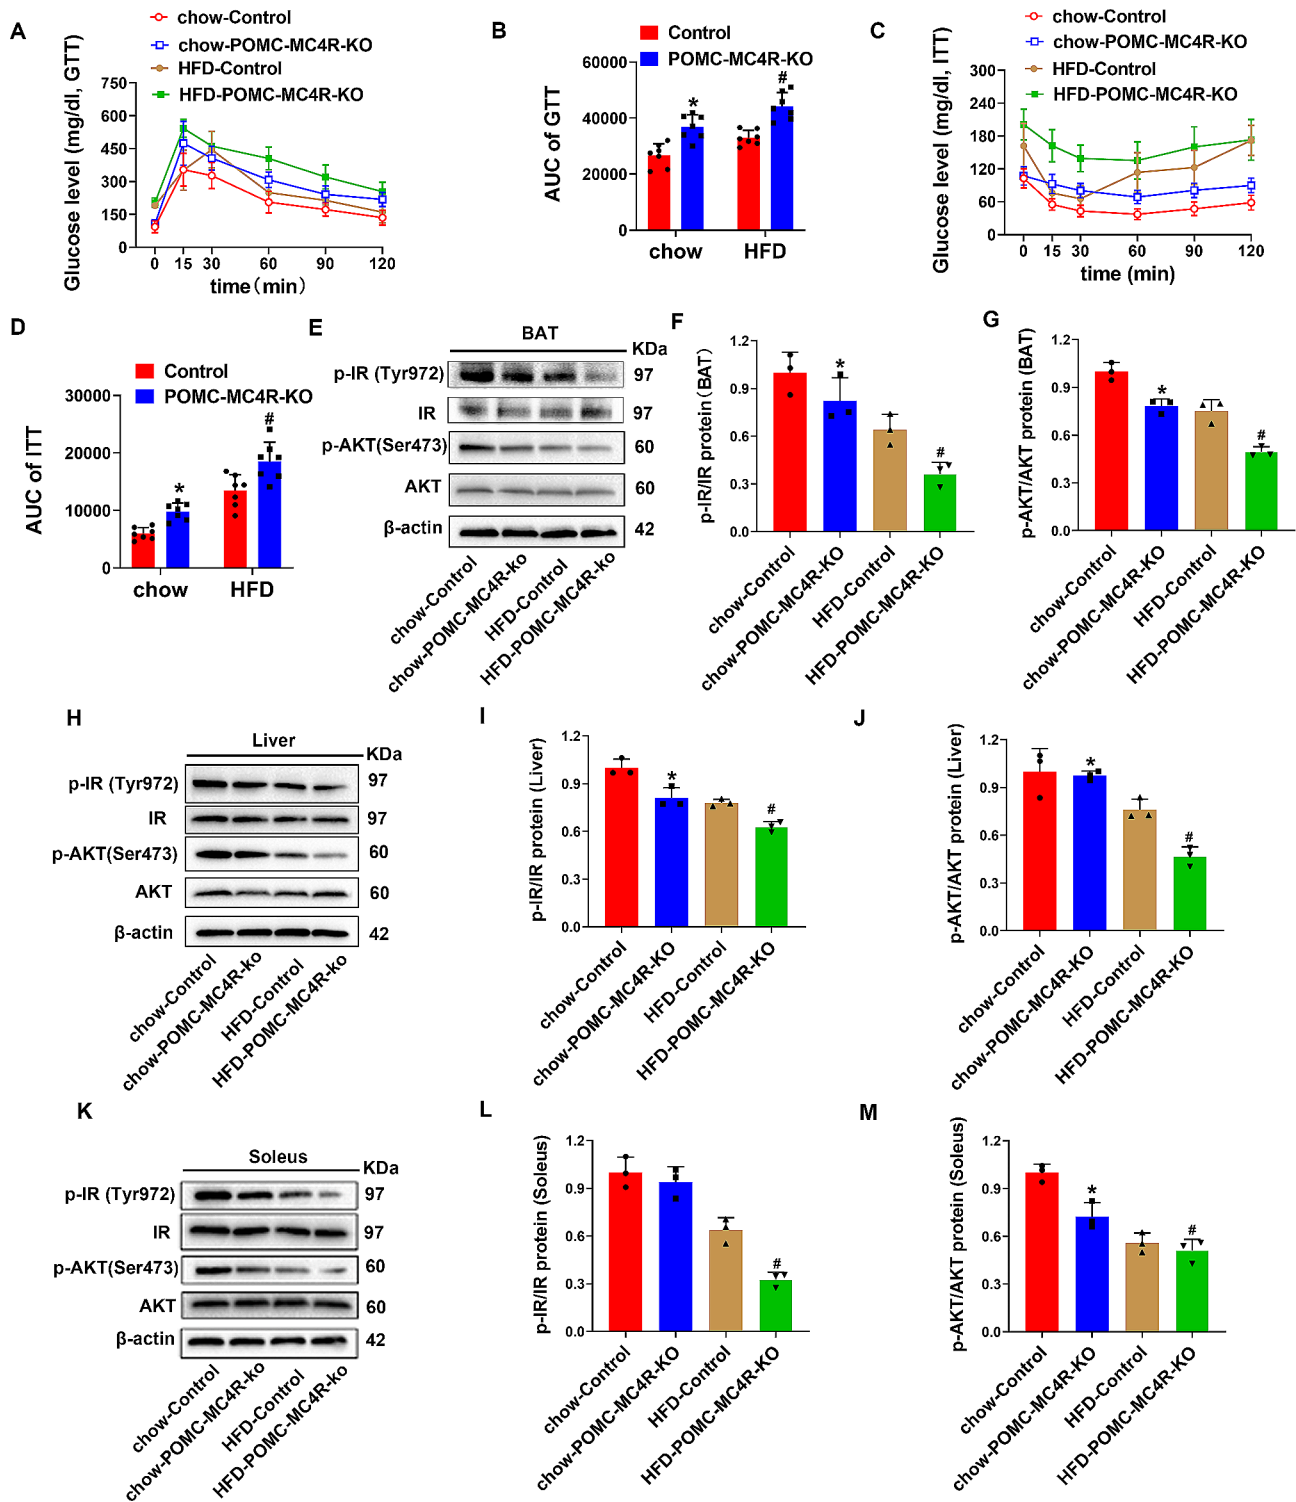 A
chow-Control
chow-POMC-MC4R-KO
HFD-Control
HFD-POMC-MC4R-KO
Glucose level (mg/dl, GTT)
750
600
450
300
150
0
0 15 30 60 90 120
time(min)
B
Control
POMC-MC4R-KO
AUC of GTT
60000
40000
20000
0
*
#
chow HFD
C
chow-Control
chow-POMC-MC4R-KO
HFD-Control
HFD-POMC-MC4R-KO
Glucose level (mg/dl, ITT)
300
240
180
120
60
0
0 15 30 60 90 120
time (min)
D
Control
POMC-MC4R-KO
AUC of ITT
30000
20000
10000
0
*
#
chow HFD
E
BAT
KDa
p-IR (Tyr972) 97
IR 97
p-AKT(Ser473) 60
AKT 60
β-actin 42
chow-Control
chow-POMC-MC4R-ko
HFD-Control
HFD-POMC-MC4R-ko
F
p-IR/IR protein(BAT)
1.2
0.9
0.6
0.3
0.0
*
#
chow-Control
chow-POMC-MC4R-KO
HFD-Control
HFD-POMC-MC4R-KO
G
p-AKT/AKT protein (BAT)
1.2
0.9
0.6
0.3
0.0
*
#
chow-Control
chow-POMC-MC4R-KO
HFD-Control
HFD-POMC-MC4R-KO
H
Liver
KDa
p-IR (Tyr972) 97
IR 97
p-AKT(Ser473) 60
AKT 60
β-actin 42
chow-Control
chow-POMC-MC4R-ko
HFD-Control
HFD-POMC-MC4R-ko
I
p-IR/IR protein (Liver)
1.2
0.9
0.6
0.3
0.0
*
#
chow-Control
chow-POMC-MC4R-KO
HFD-Control
HFD-POMC-MC4R-KO
J
p-AKT/AKT protein (Liver)
1.2
0.9
0.6
0.3
0.0
*
#
chow-Control
chow-POMC-MC4R-KO
HFD-Control
HFD-POMC-MC4R-KO
K
Soleus
KDa
p-IR (Tyr972) 97
IR 97
p-AKT(Ser473) 60
AKT 60
β-actin 42
chow-Control
chow-POMC-MC4R-ko
HFD-Control
HFD-POMC-MC4R-ko
L
p-IR/IR protein (Soleus)
1.2
0.9
0.6
0.3
0.0
#
chow-Control
chow-POMC-MC4R-KO
HFD-Control
HFD-POMC-MC4R-KO
M
p-AKT/AKT protein (Soleus)
1.2
0.9
0.6
0.3
0.0
*
#
chow-Control
chow-POMC-MC4R-KO
HFD-Control
HFD-POMC-MC4R-KO